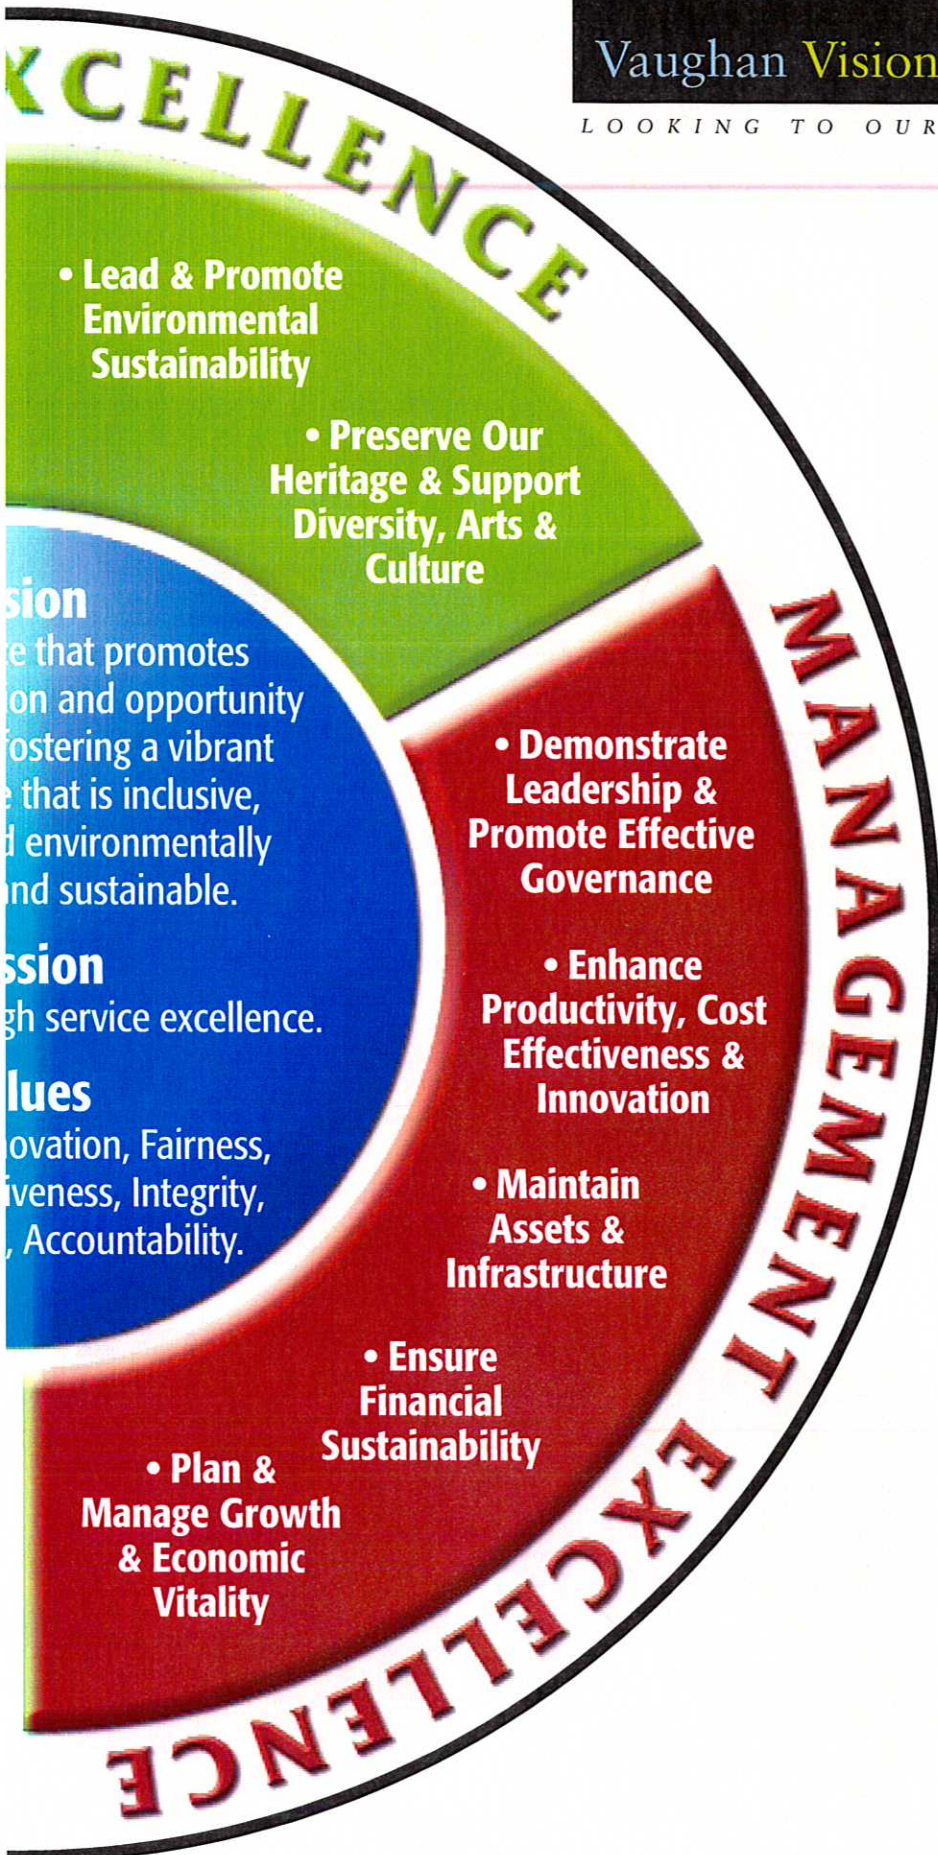 Vaughan Vision
LOOKING TO OUR
XCELLENCE
• Lead & Promote
Environmental
Sustainability
• Preserve Our
Heritage & Support
Diversity, Arts &
Culture
sion
e that promotes
on and opportunity
fostering a vibrant
e that is inclusive,
d environmentally
and sustainable.
ssion
gh service excellence.
lues
ovation, Fairness,
iveness, Integrity,
, Accountability.
MANAGEMENT EXCELLENCE
• Demonstrate
Leadership &
Promote Effective
Governance
• Enhance
Productivity, Cost
Effectiveness &
Innovation
• Maintain
Assets &
Infrastructure
• Ensure
Financial
Sustainability
• Plan &
Manage Growth
& Economic
Vitality